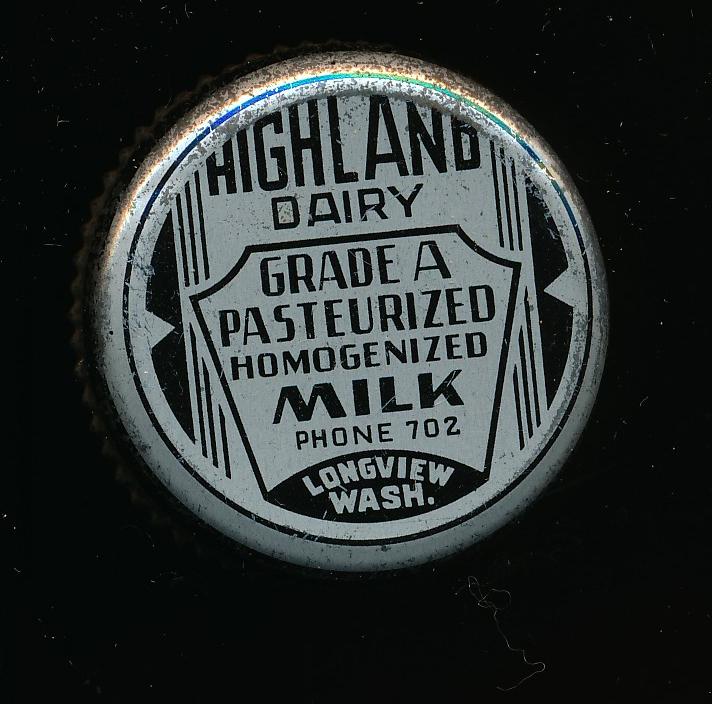 HIGHLAND
DAIRY
GRADE A
PASTEURIZED
HOMOGENIZED
MILK
PHONE 702
LONGVIEW
WASH.